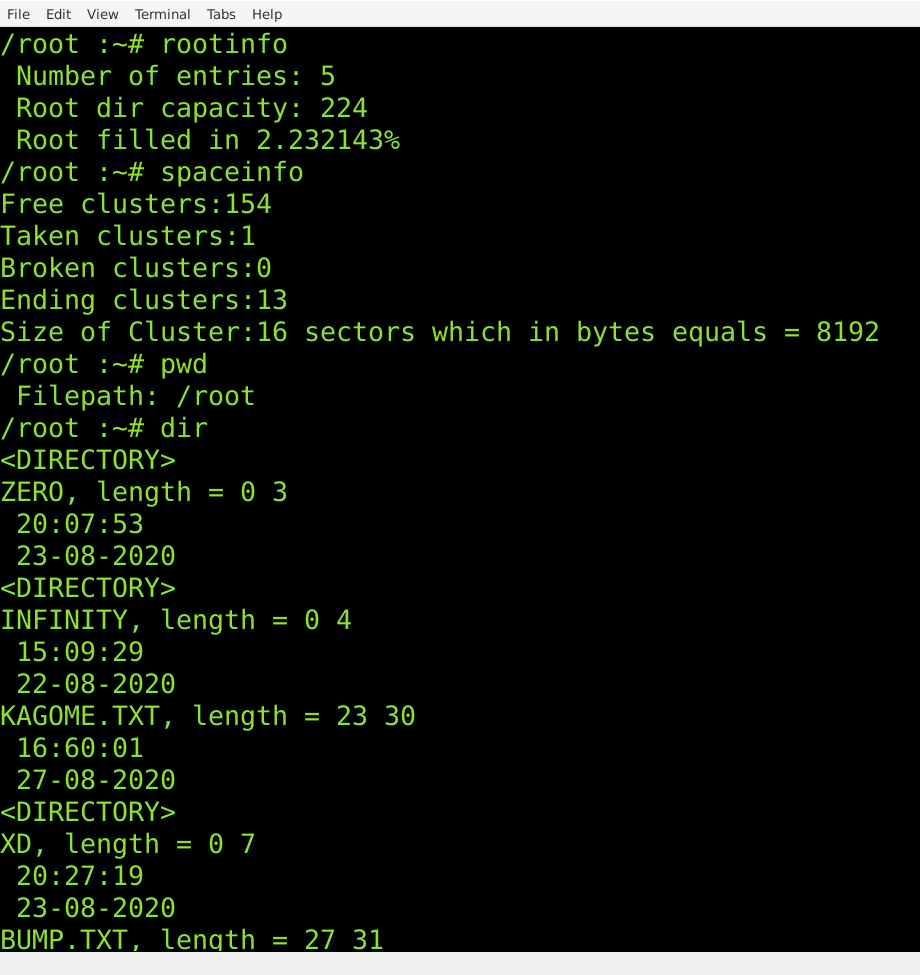 File Edit View Terminal Tabs Help
/root :~# rootinfo
Number of entries: 5
Root dir capacity: 224
Root filled in 2.232143%
/root :~# spaceinfo
Free clusters:154
Taken clusters:1
Broken clusters:0
Ending clusters:13
Size of Cluster:16 sectors which in bytes equals = 8192
/root :~# pwd
Filepath: /root
/root :~# dir
<DIRECTORY>
ZERO, length = 0 3
20:07:53
23-08-2020
<DIRECTORY>
INFINITY, length = 0 4
15:09:29
22-08-2020
KAGOME.TXT, length = 23 30
16:60:01
27-08-2020
<DIRECTORY>
XD, length = 0 7
20:27:19
23-08-2020
BUMP.TXT, length = 27 31